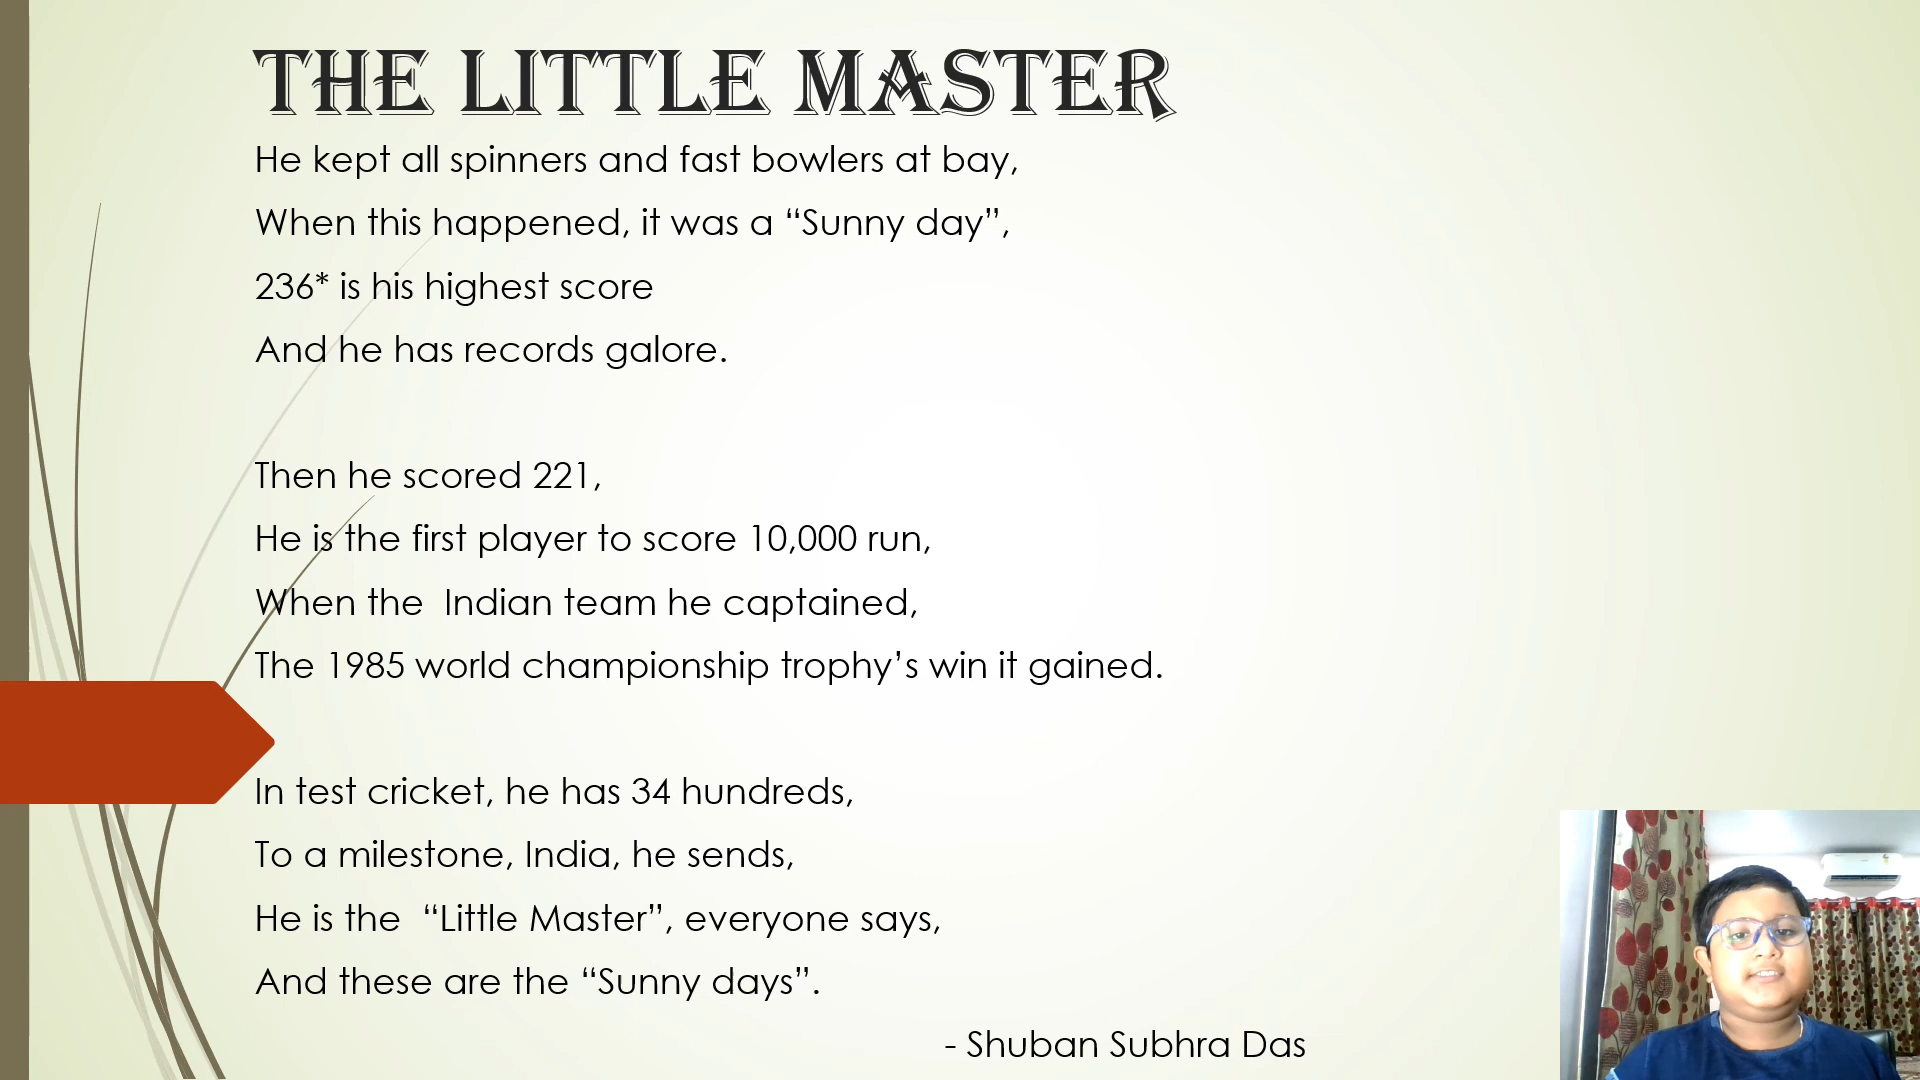 THE LITTLE MASTER
He kept all spinners and fast bowlers at bay,
When this happened, it was a “Sunny day”,
236* is his highest score
And he has records galore.
Then he scored 221,
He is the first player to score 10,000 run,
When the  Indian team he captained,
The 1985 world championship trophy’s win it gained.
In test cricket, he has 34 hundreds,
To a milestone, India, he sends,
He is the  “Little Master”, everyone says,
And these are the “Sunny days”.
- Shuban Subhra Das